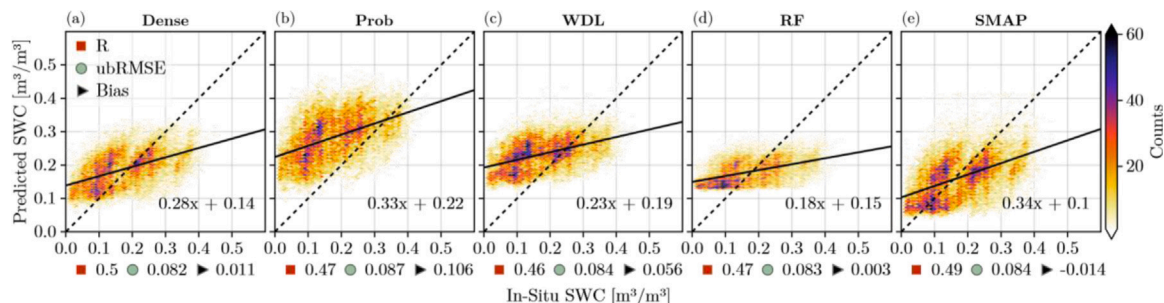 (a) Dense (b) Prob (c) WDL (d) RF (e) SMAP
R
ubRMSE
Bias
Predicted SWC [m³/m³]
0.5
0.4
0.3
0.2
0.1
0.0
0.28x + 0.14
0.33x + 0.22
0.23x + 0.19
0.18x + 0.15
0.34x + 0.1
60
40
20
Counts
0.0 0.1 0.2 0.3 0.4 0.5 0.0 0.1 0.2 0.3 0.4 0.5 0.0 0.1 0.2 0.3 0.4 0.5 0.0 0.1 0.2 0.3 0.4 0.5 0.0 0.1 0.2 0.3 0.4 0.5
0.5 0.082 0.011 0.47 0.087 0.106 0.46 0.084 0.056 0.47 0.083 0.003 0.49 0.084 -0.014
In-Situ SWC [m³/m³]